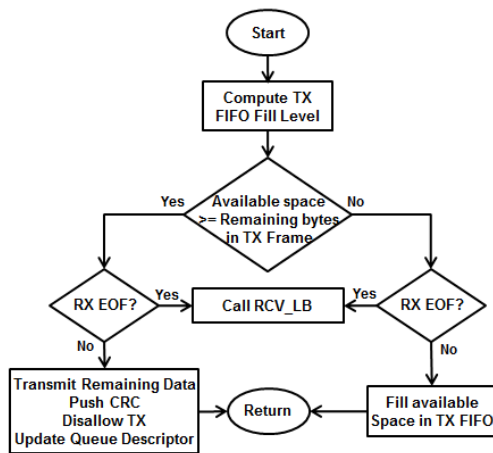 Start
Compute TX
FIFO Fill Level
Yes
Available space
>= Remaining bytes
in TX Frame
No
RX EOF?
Yes
Call RCV_LB
Yes
RX EOF?
No
No
Transmit Remaining Data
Push CRC
Disallow TX
Update Queue Descriptor
Return
Fill available
Space in TX FIFO